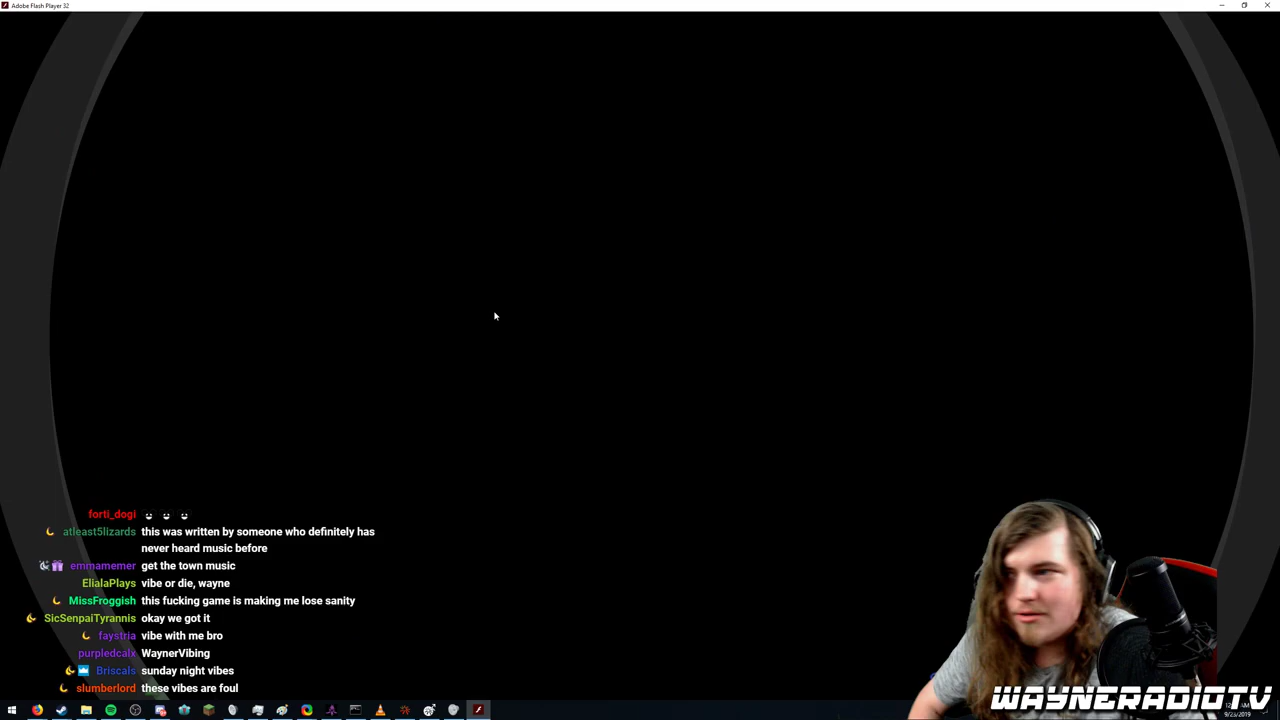 Adobe Flash Player 32
forti_dogi
atleast5lizards this was written by someone who definitely has
never heard music before
emmamemer get the town music
ElialaPlays vibe or die, wayne
MissFroggish this fucking game is making me lose sanity
SicSenpaiTyrannis okay we got it
faystria vibe with me bro
purpledcalx WaynerVibing
Briscals sunday night vibes
slumberlord these vibes are foul
WAYNERADIOTV
9/23/2019